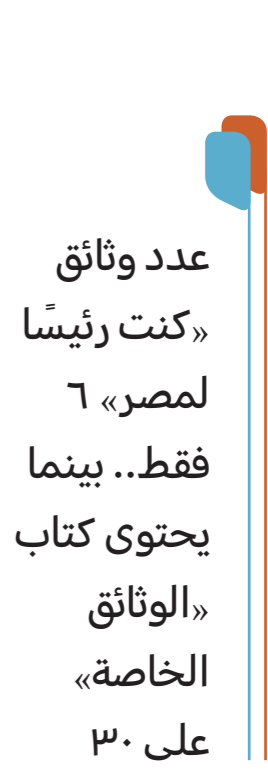 عدد وثائق
«كنت رئيسًا
لمصر» ٦
فقط.. بينما
يحتوى كتاب
«الوثائق
الخاصة»
على ٣٠